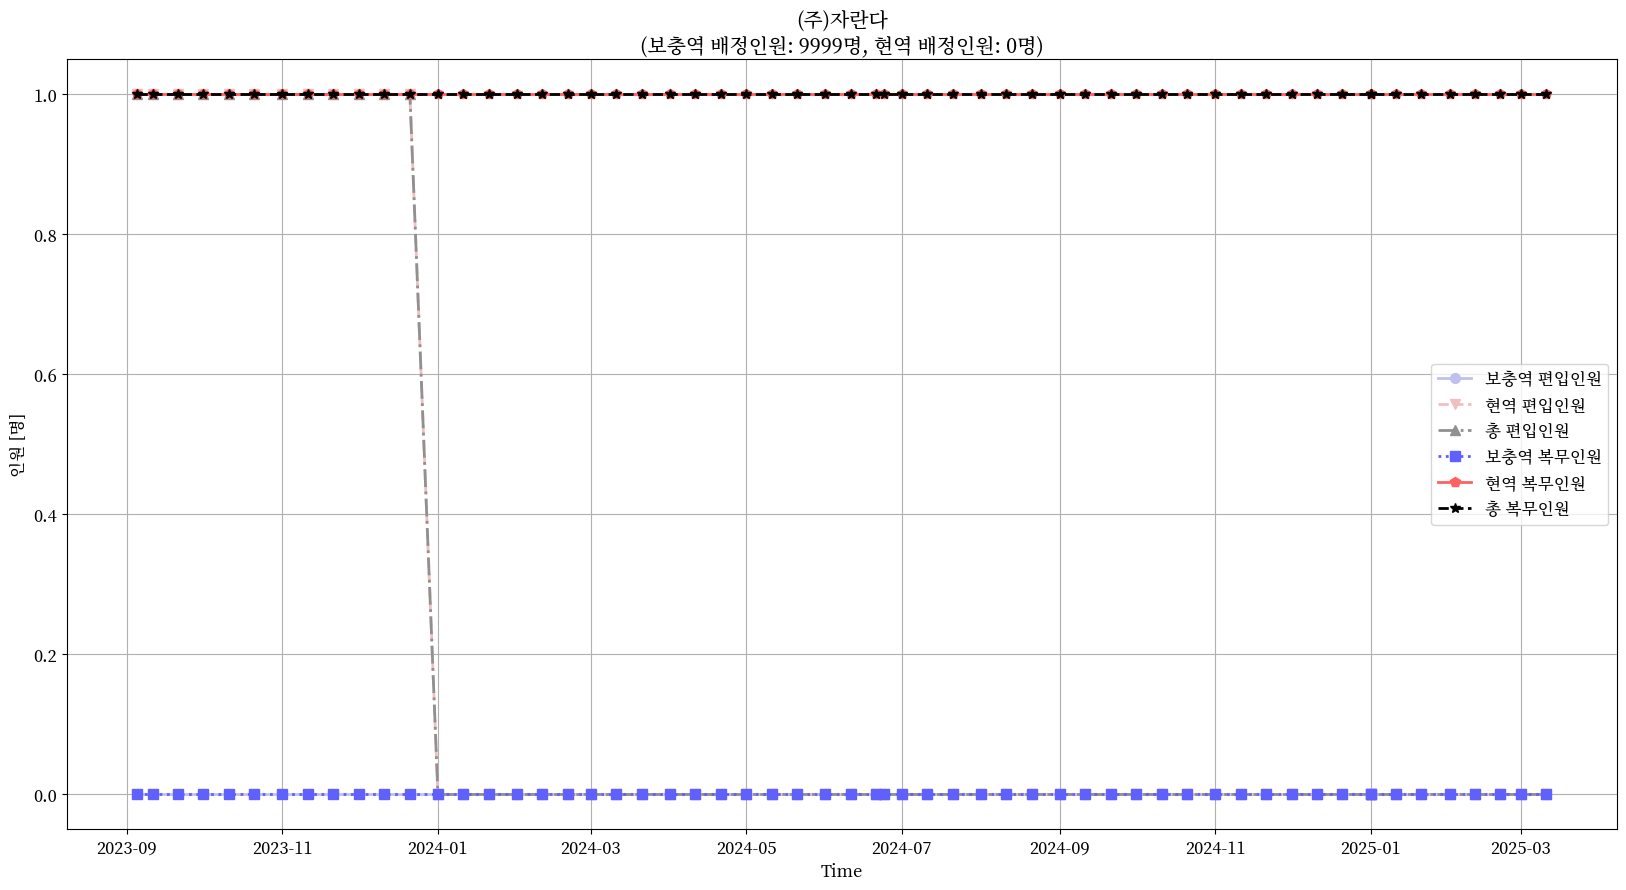 (주)자란다
(보충역 배정인원: 9999명, 현역 배정인원: 0명)
인원 [명]
1.0
0.8
0.6
0.4
0.2
0.0
보충역 편입인원
현역 편입인원
총 편입인원
보충역 복무인원
현역 복무인원
총 복무인원
2023-09 2023-11 2024-01 2024-03 2024-05 2024-07 2024-09 2024-11 2025-01 2025-03
Time